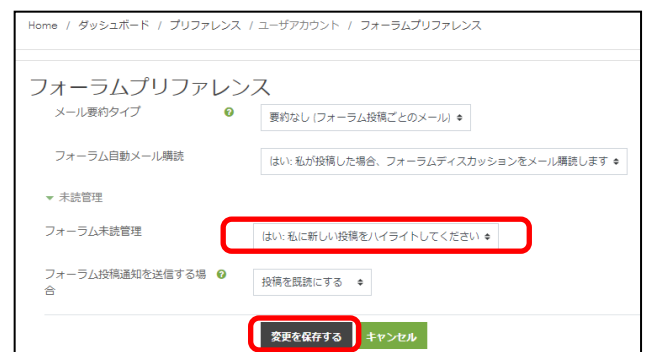 Home / ダッシュボード / プリファレンス / ユーザアカウント / フォーラムプリファレンス
フォーラムプリファレンス
メール要約タイプ 要約なし (フォーラム投稿ごとのメール)
フォーラム自動メール購読 はい: 私が投稿した場合、フォーラムディスカッションをメール購読します
未読管理
フォーラム未読管理 はい: 私に新しい投稿をハイライトしてください
フォーラム投稿通知を送信する場
合 投稿を既読にする
変更を保存する キャンセル